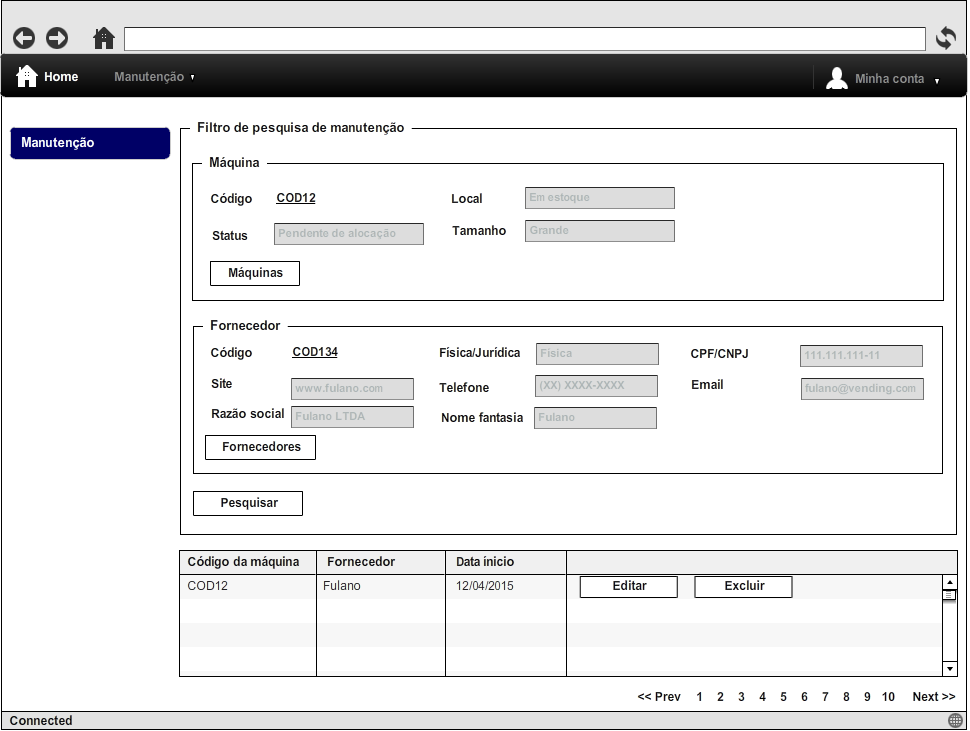 Home Manutenção Minha conta
Manutenção
Filtro de pesquisa de manutenção
Máquina
Código COD12 Local Em estoque
Status Pendente de alocação Tamanho Grande
Máquinas
Fornecedor
Código COD134 Física/Jurídica Física CPF/CNPJ 111.111.111-11
Site www.fulano.com Telefone (XX) XXXX-XXXX Email fulano@vending.com
Razão social Fulano LTDA Nome fantasia Fulano
Fornecedores
Pesquisar
Código da máquina Fornecedor Data ínicio
COD12 Fulano 12/04/2015 Editar Excluir
<< Prev 1 2 3 4 5 6 7 8 9 10 Next >>
Connected